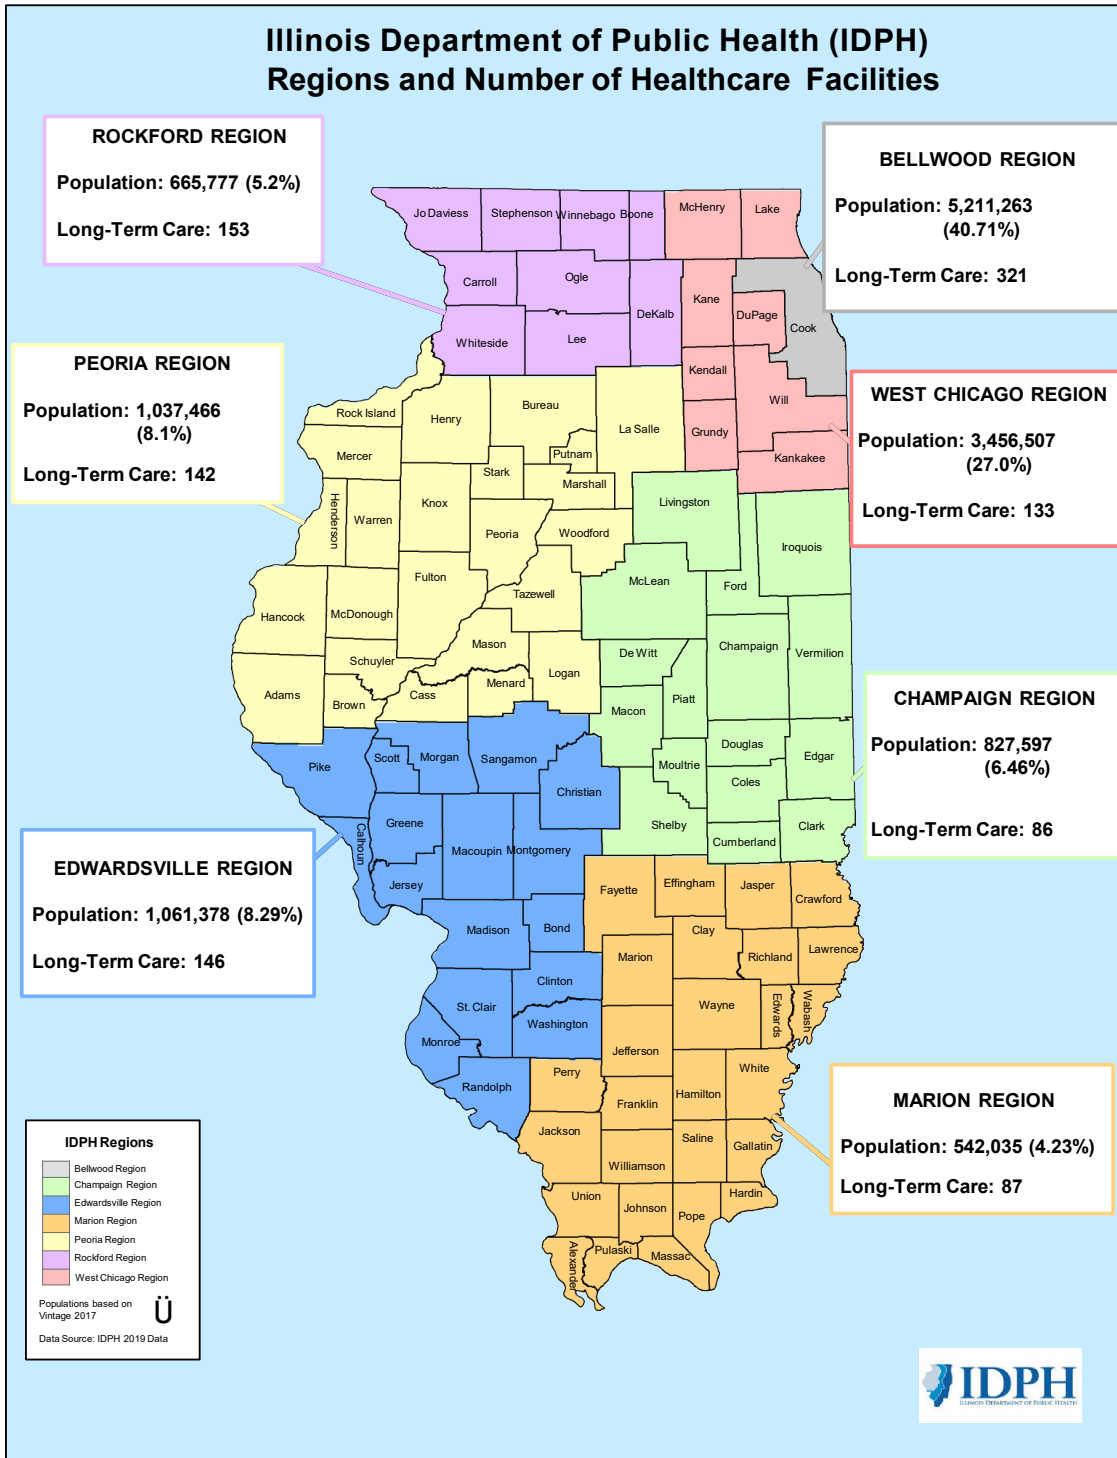 Illinois Department of Public Health (IDPH)
Regions and Number of Healthcare Facilities
ROCKFORD REGION
Population: 665,777 (5.2%)
Long-Term Care: 153
BELLWOOD REGION
Population: 5,211,263
(40.71%)
Long-Term Care: 321
PEORIA REGION
Population: 1,037,466
(8.1%)
Long-Term Care: 142
WEST CHICAGO REGION
Population: 3,456,507
(27.0%)
Long-Term Care: 133
CHAMPAIGN REGION
Population: 827,597
(6.46%)
Long-Term Care: 86
EDWARDSVILLE REGION
Population: 1,061,378 (8.29%)
Long-Term Care: 146
MARION REGION
Population: 542,035 (4.23%)
Long-Term Care: 87
Jo Daviess
Stephenson
Winnebago
Boone
McHenry
Lake
Carroll
Ogle
DeKalb
Kane
DuPage
Cook
Whiteside
Lee
Kendall
Will
Grundy
Kankakee
Rock Island
Henry
Bureau
La Salle
Mercer
Putnam
Stark
Marshall
Henderson
Warren
Knox
Peoria
Woodford
Livingston
Iroquois
Fulton
Tazewell
McLean
Ford
Hancock
McDonough
Mason
Schuyler
Logan
De Witt
Champaign
Vermilion
Adams
Brown
Cass
Menard
Macon
Piatt
Pike
Scott
Morgan
Sangamon
Christian
Moultrie
Douglas
Edgar
Coles
Calhoun
Greene
Macoupin
Montgomery
Shelby
Cumberland
Clark
Jersey
Fayette
Effingham
Jasper
Crawford
Madison
Bond
Clay
Richland
Lawrence
Marion
Clinton
St. Clair
Washington
Wayne
Edwards
Wabash
Monroe
Jefferson
Randolph
Perry
White
Hamilton
Franklin
Jackson
Saline
Gallatin
Williamson
Union
Johnson
Pope
Hardin
Alexander
Pulaski
Massac
IDPH Regions
Bellwood Region
Champaign Region
Edwardsville Region
Marion Region
Peoria Region
Rockford Region
West Chicago Region
Populations based on
Vintage 2017
Ü
Data Source: IDPH 2019 Data
IDPH
ILLINOIS DEPARTMENT OF PUBLIC HEALTH